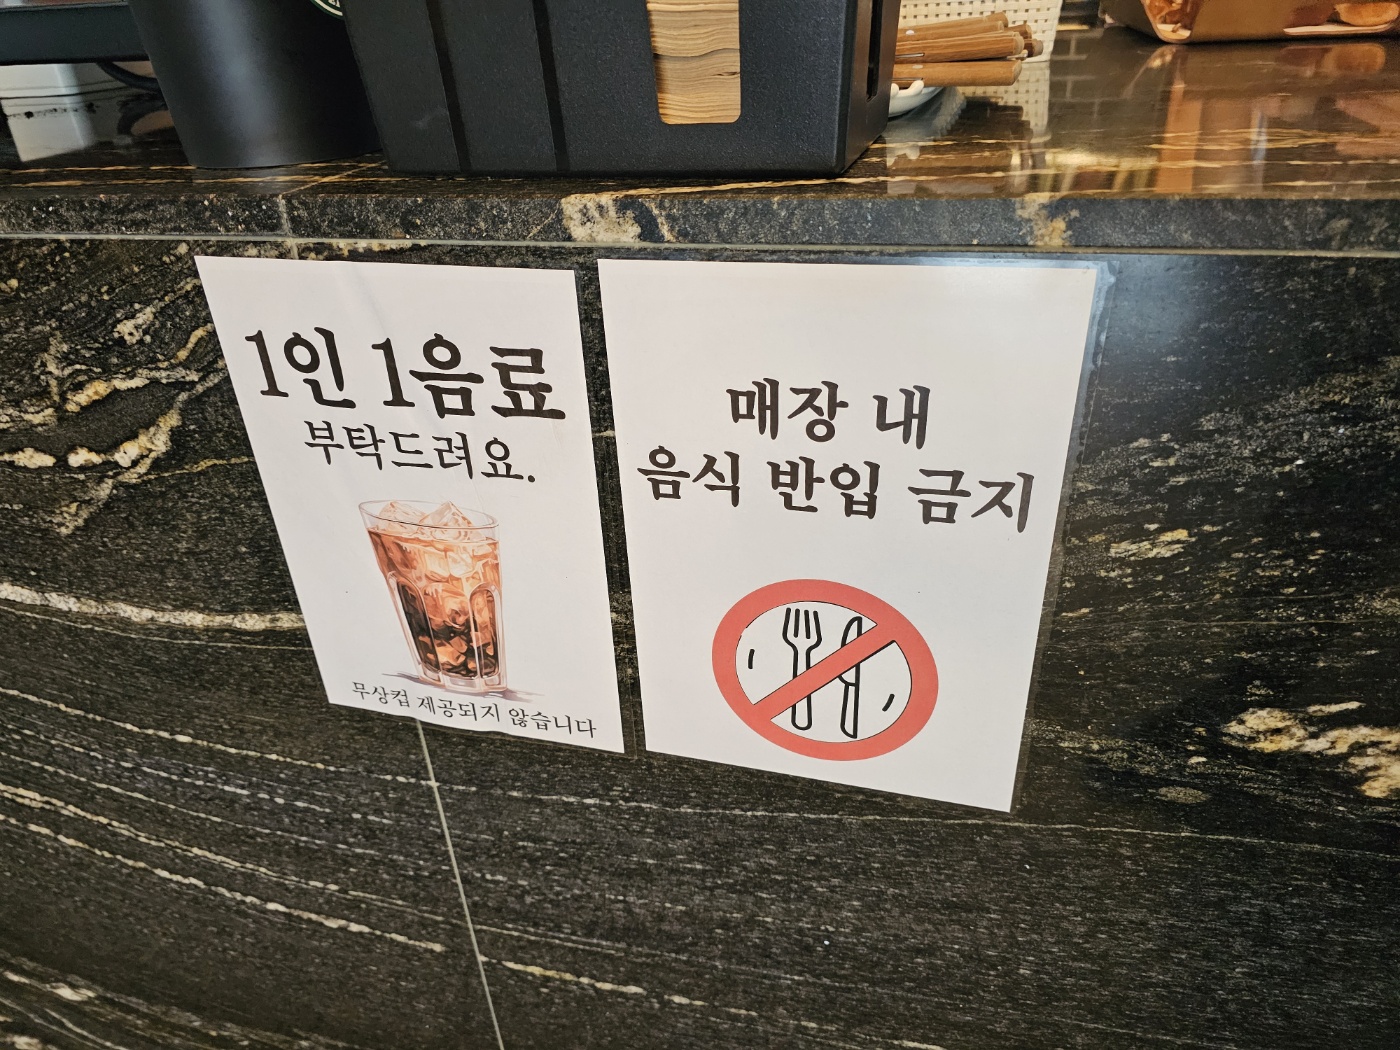 1인 1음료
부탁드려요.
무상컵 제공되지 않습니다
매장 내
음식 반입 금지